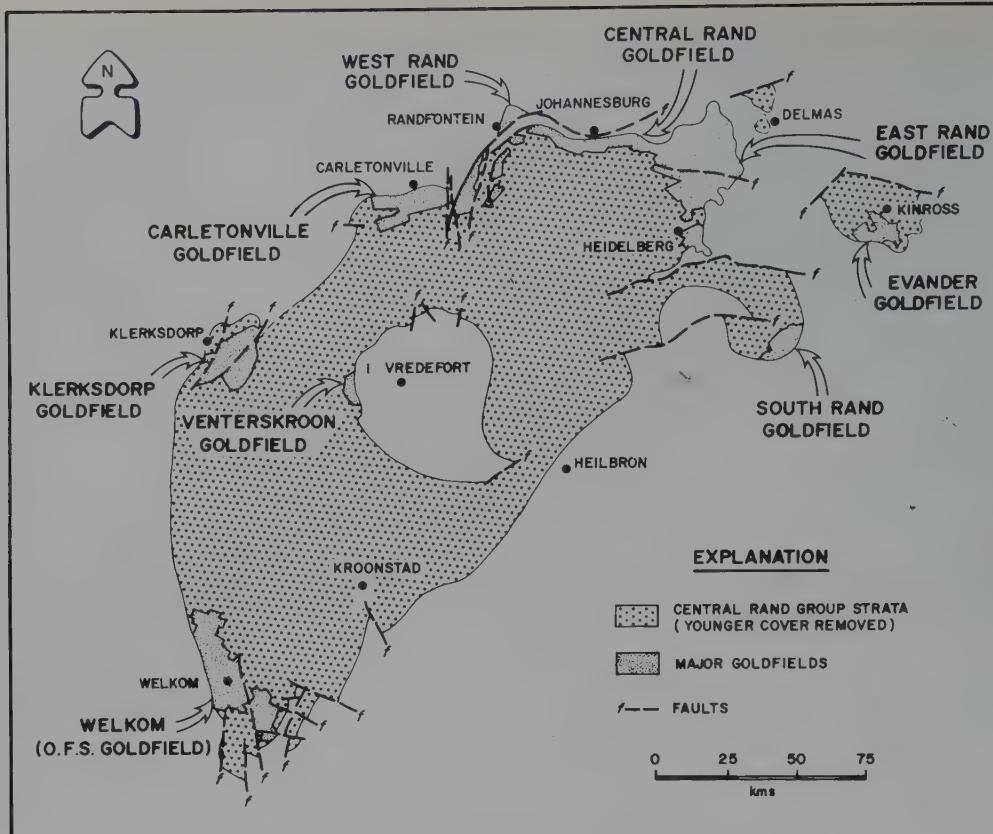 N
CENTRAL RAND
GOLDFIELD
WEST RAND
GOLDFIELD
JOHANNESBURG
RANDFONTEIN
DELMAS
EAST RAND
GOLDFIELD
CARLETONVILLE
KINROSS
CARLETONVILLE
GOLDFIELD
HEIDELBERG
EVANDER
GOLDFIELD
KLERKSDORP
KLERKSDORP
GOLDFIELD
VREDEFORT
VENTERSKROON
GOLDFIELD
SOUTH RAND
GOLDFIELD
HEILBRON
KROONSTAD
EXPLANATION
CENTRAL RAND GROUP STRATA
(YOUNGER COVER REMOVED)
MAJOR GOLDFIELDS
f FAULTS
WELKOM
WELKOM
(O.F.S. GOLDFIELD)
0 25 50 75
kms